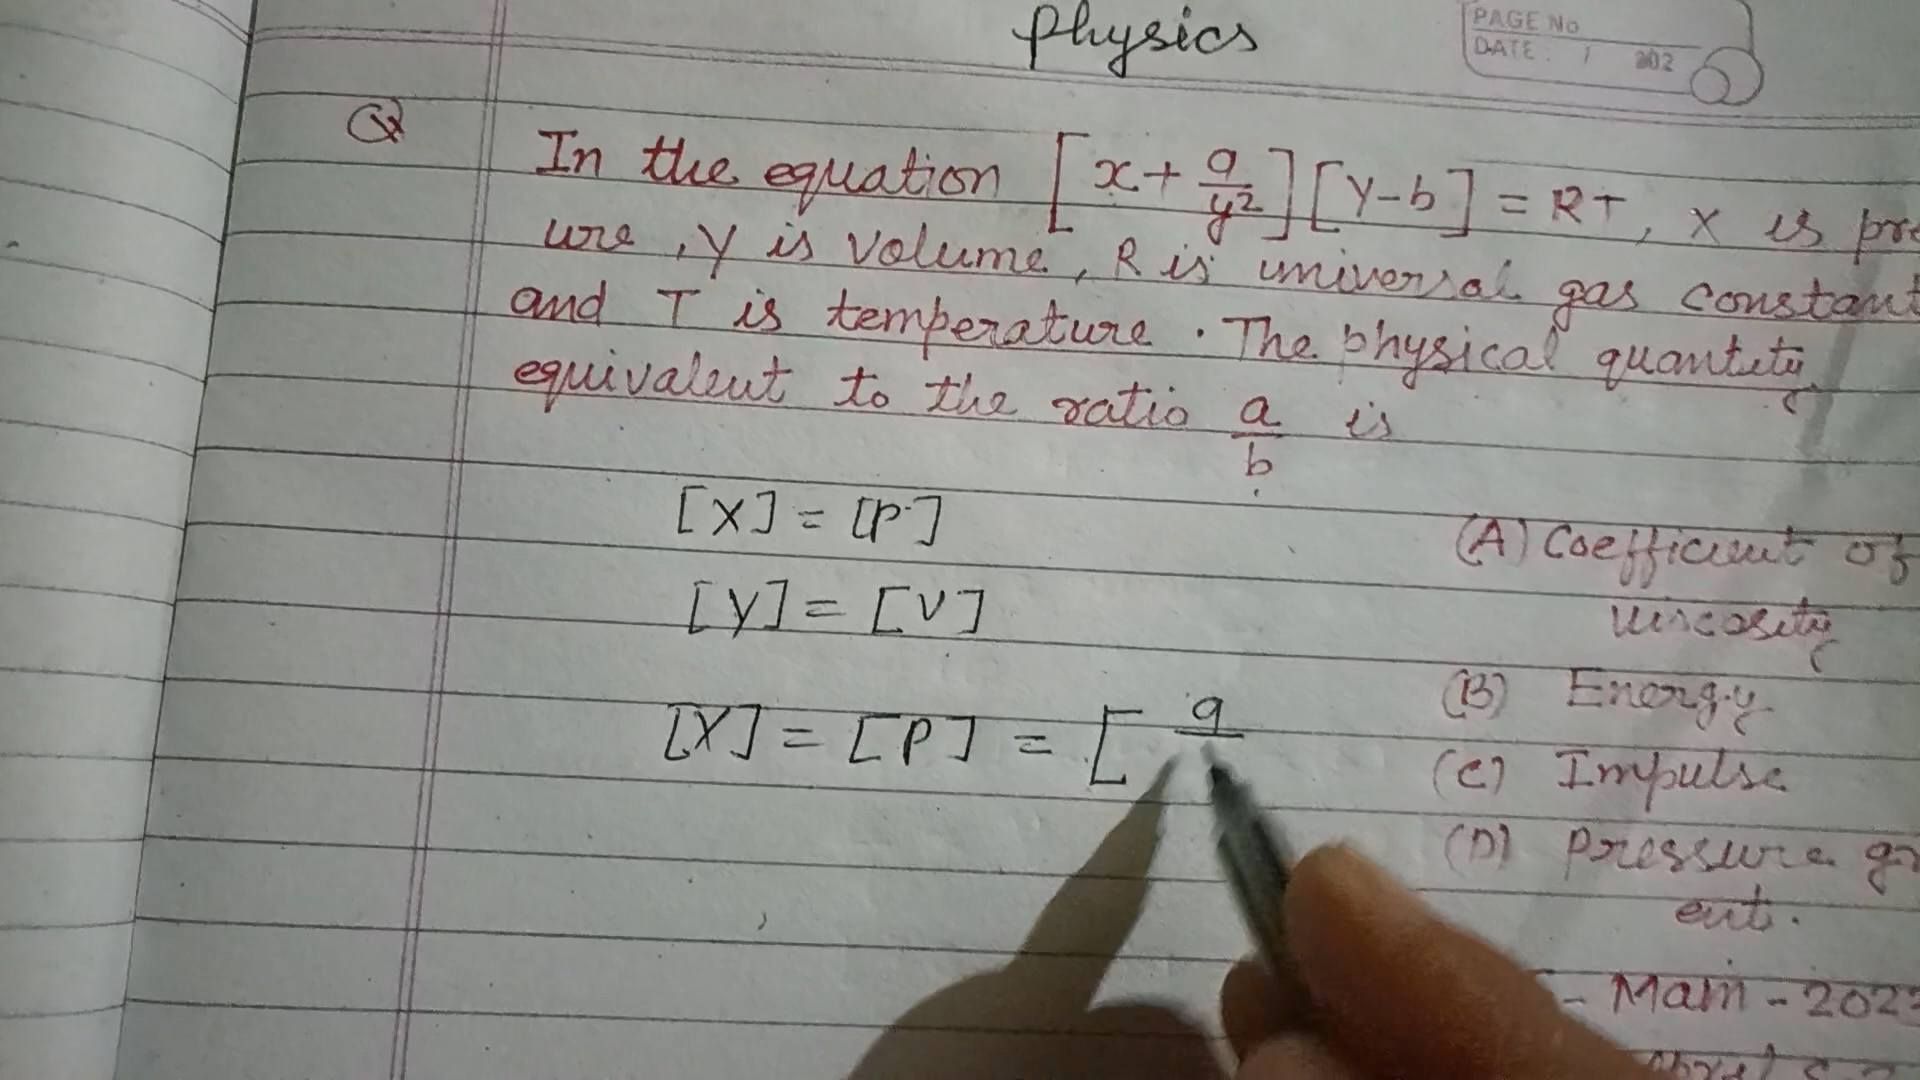 Physics
PAGE No
DATE: / 202
Q In the equation [x + a/y²][Y-b] = RT, X is pre
ure, Y is volume, R is universal gas constant
and T is temperature. The physical quantity
equivalent to the ratio a/b is
[X] = [P]
[Y] = [V]
[X] = [P] = [ a
(A) Coefficient of
viscosity
(B) Energy
(C) Impulse
(D) Pressure gr
ent.
- Main - 2023